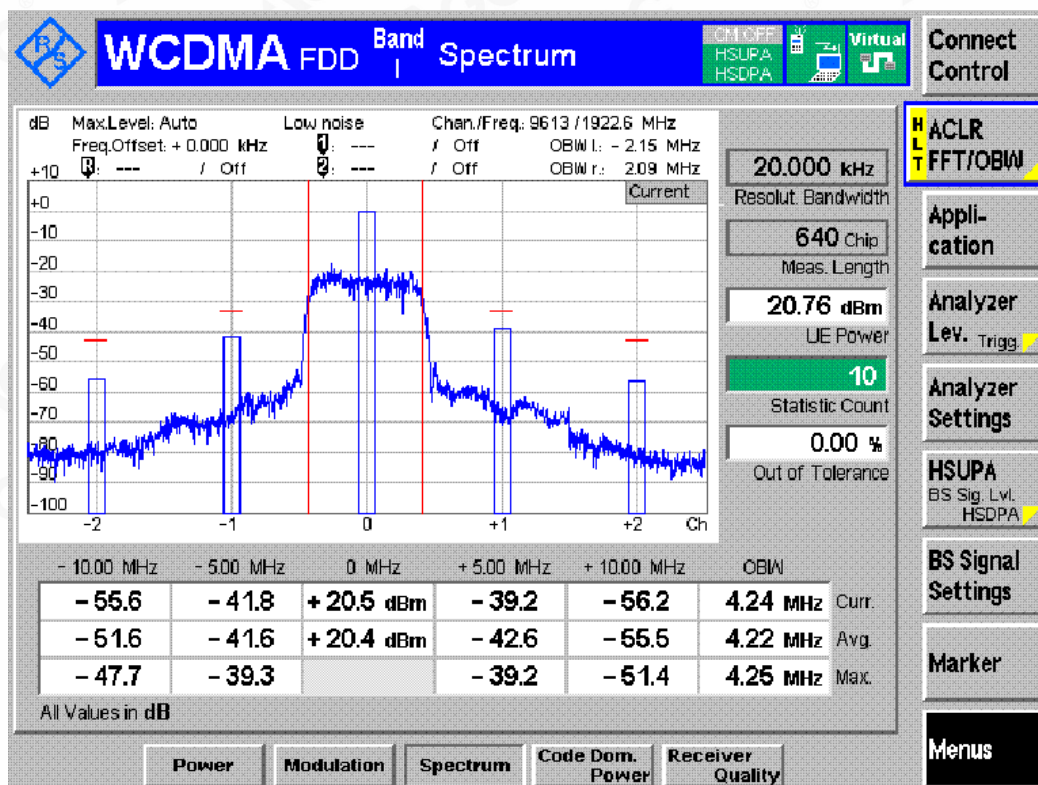 R&S
WCDMA FDD Band I Spectrum
CM:OFF
HSUPA
HSDPA
Virtual
Connect Control
dB Max.Level: Auto Low noise Chan./Freq.: 9613 / 1922.6 MHz
Freq.Offset: + 0.000 kHz 1: --- / Off OBW l.: – 2.15 MHz
+10 R: --- / Off 2: --- / Off OBW r.: 2.09 MHz
Current
+0
–10
–20
–30
–40
–50
–60
–70
–80
–90
–100
–2 –1 0 +1 +2 Ch
20.000 kHz
Resolut. Bandwidth
640 Chip
Meas. Length
20.76 dBm
UE Power
10
Statistic Count
0.00 %
Out of Tolerance
– 10.00 MHz – 5.00 MHz 0 MHz + 5.00 MHz + 10.00 MHz OBW
– 55.6 – 41.8 + 20.5 dBm – 39.2 – 56.2 4.24 MHz Curr.
– 51.6 – 41.6 + 20.4 dBm – 42.6 – 55.5 4.22 MHz Avg.
– 47.7 – 39.3 – 39.2 – 51.4 4.25 MHz Max.
All Values in dB
HLT
ACLR
FFT/OBW
Appli-
cation
Analyzer
Lev. Trigg.
Analyzer
Settings
HSUPA
BS Sig. Lvl.
HSDPA
BS Signal
Settings
Marker
Menus
Power Modulation Spectrum Code Dom. Power Receiver Quality